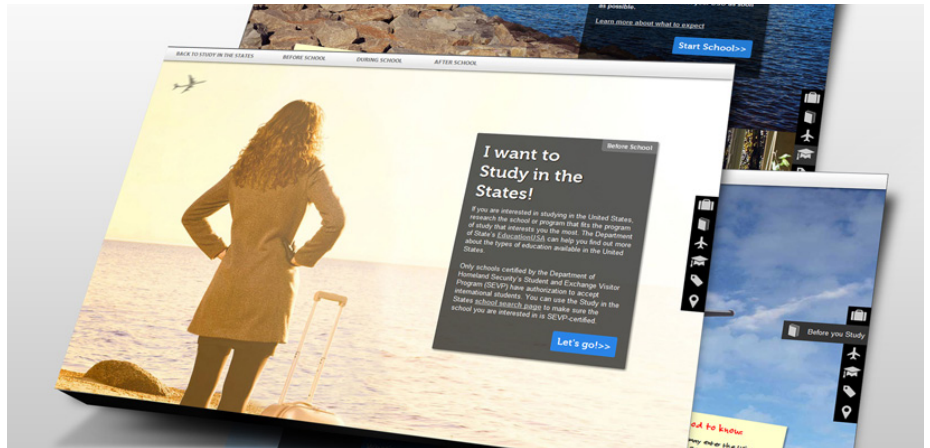 as possible.
Learn more about what to expect
Start School>>
BACK TO STUDY IN THE STATES
BEFORE SCHOOL
DURING SCHOOL
AFTER SCHOOL
Before School
I want to
Study in the
States!
If you are interested in studying in the United States,
research the school or program that fits the program
of study that interests you the most. The Department
of State's EducationUSA can help you find out more
about the types of education available in the United
States.
Only schools certified by the Department of
Homeland Security's Student and Exchange Visitor
Program (SEVP) have authorization to accept
international students. You can use the Study in the
States school search page to make sure the
school you are interested in is SEVP-certified.
Let's go!>>
Before you Study
to know
may enter the